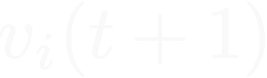 v_i(t + 1)